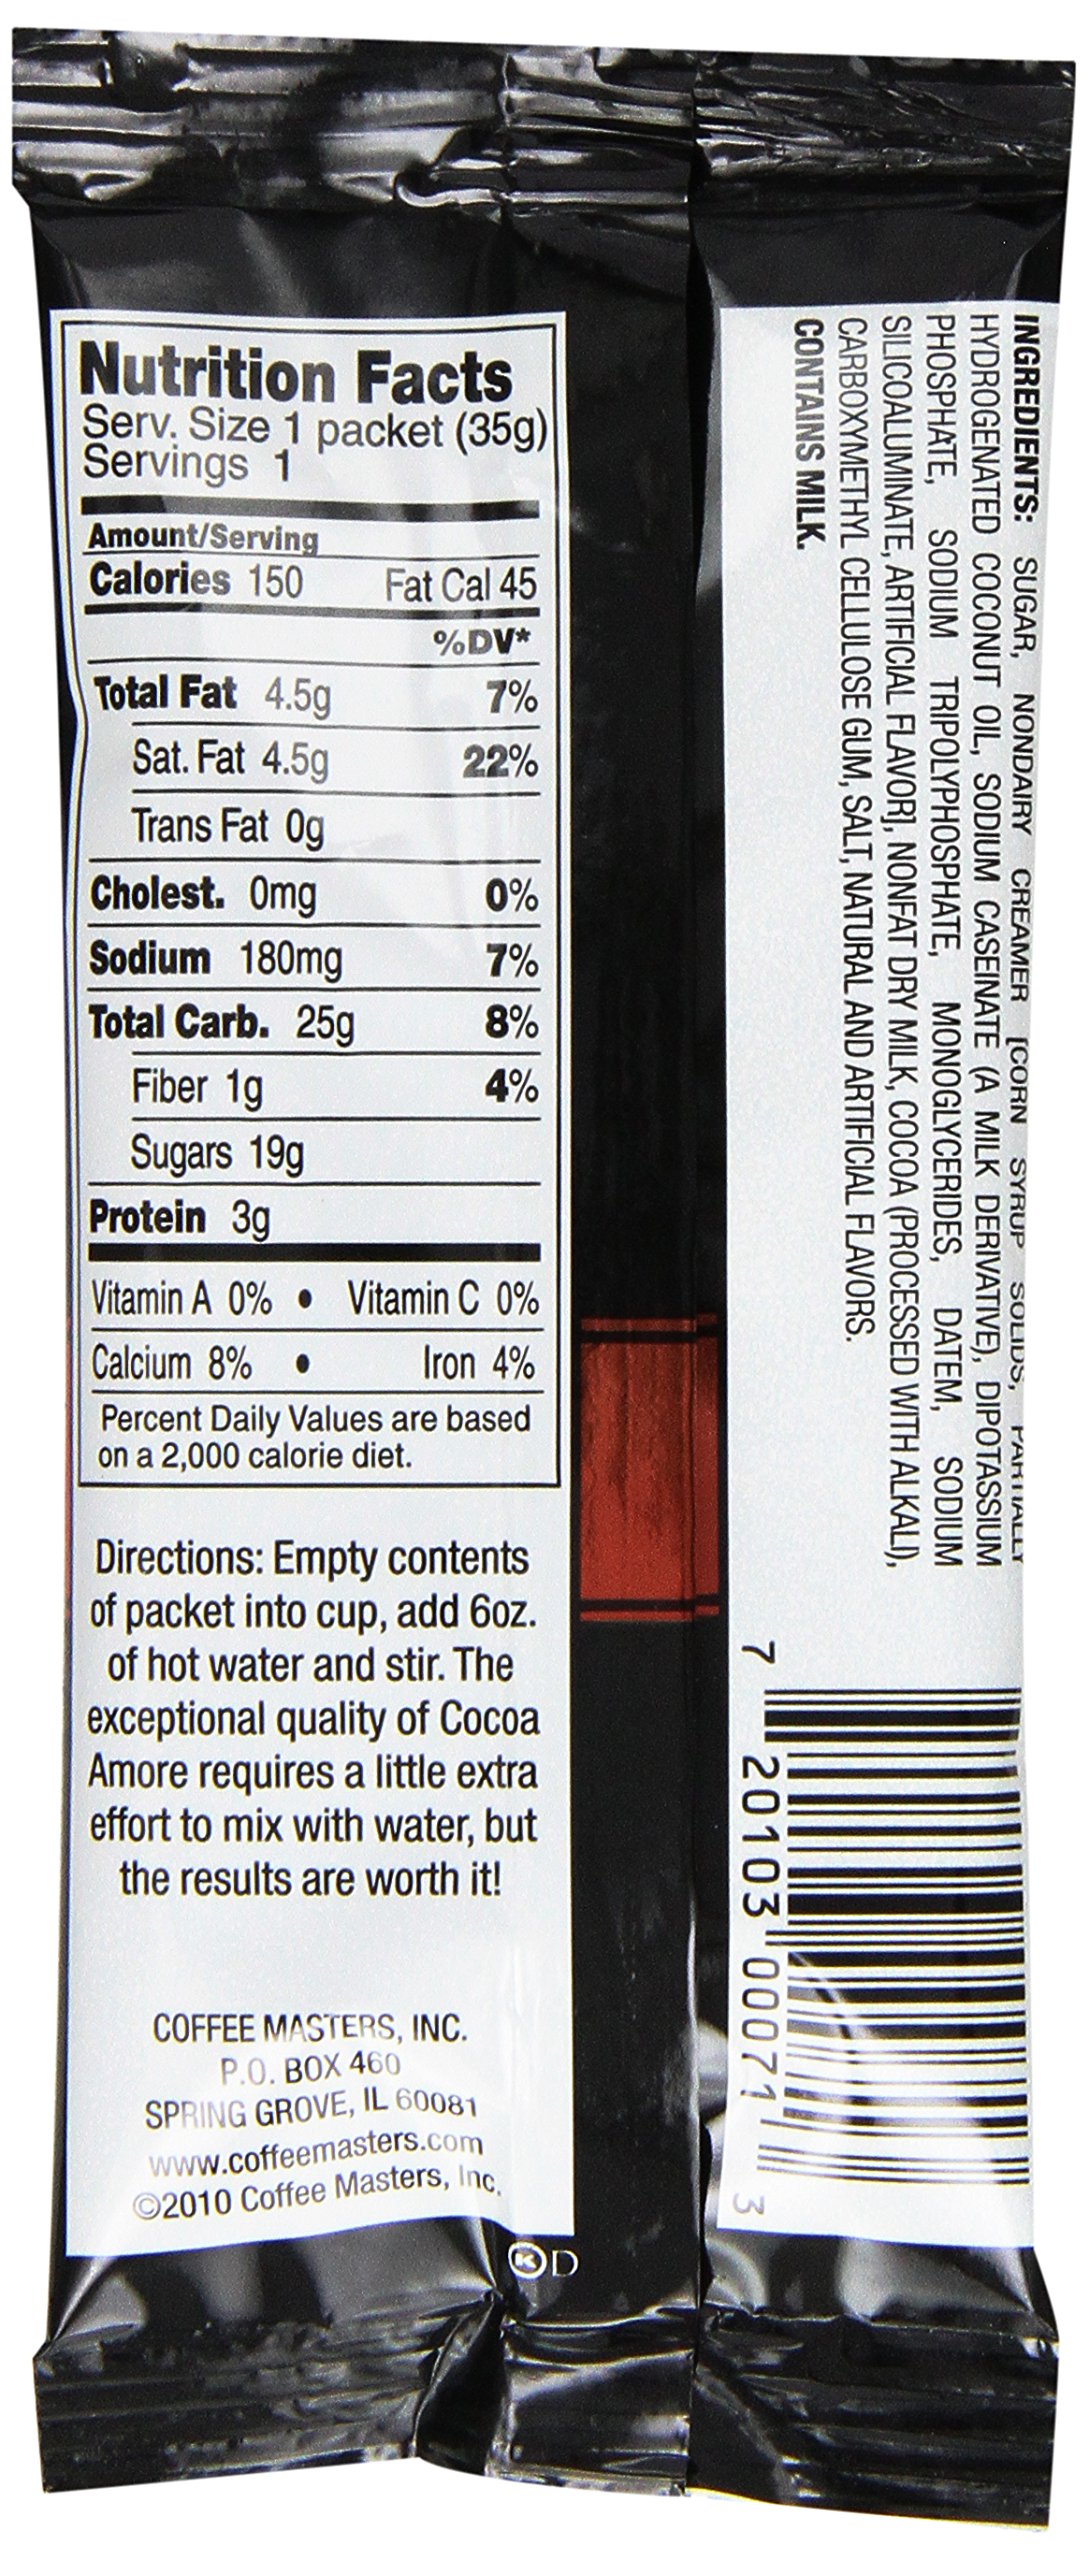 Nutrition Facts
Serv. Size 1 packet (35g)
Servings 1
Amount/Serving
Calories 150 Fat Cal 45
%DV*
Total Fat 4.5g 7%
Sat. Fat 4.5g 22%
Trans Fat 0g
Cholest. 0mg 0%
Sodium 180mg 7%
Total Carb. 25g 8%
Fiber 1g 4%
Sugars 19g
Protein 3g
Vitamin A 0% • Vitamin C 0%
Calcium 8% • Iron 4%
Percent Daily Values are based
on a 2,000 calorie diet.
Directions: Empty contents
of packet into cup, add 6oz.
of hot water and stir. The
exceptional quality of Cocoa
Amore requires a little extra
effort to mix with water, but
the results are worth it!
COFFEE MASTERS, INC.
P.O. BOX 460
SPRING GROVE, IL 60081
www.coffeemasters.com
©2010 Coffee Masters, Inc.
K D
INGREDIENTS: SUGAR, NONDAIRY CREAMER [CORN SYRUP SOLIDS, PARTIALLY
HYDROGENATED COCONUT OIL, SODIUM CASEINATE (A MILK DERIVATIVE), DIPOTASSIUM
PHOSPHATE, SODIUM TRIPOLYPHOSPHATE, MONOGLYCERIDES, DATEM, SODIUM
SILICOALUMINATE, ARTIFICIAL FLAVOR], NONFAT DRY MILK, COCOA (PROCESSED WITH ALKALI),
CARBOXYMETHYL CELLULOSE GUM, SALT, NATURAL AND ARTIFICIAL FLAVORS.
CONTAINS MILK.
7 20103 00071 3